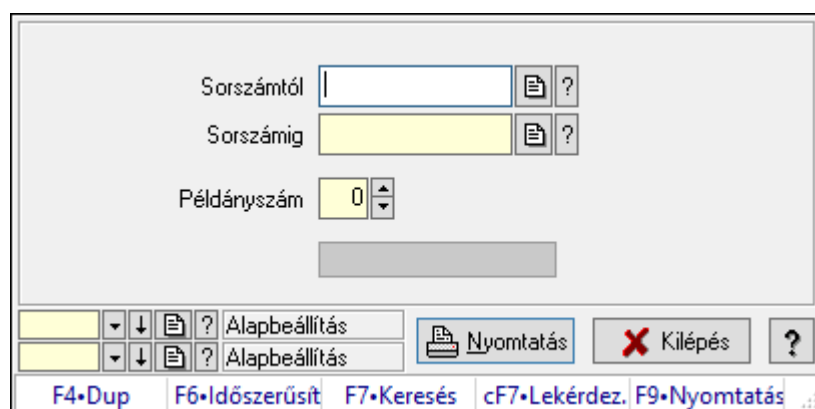 Sorszámtól ?
Sorszámig ?
Példányszám 0
? Alapbeállítás
? Alapbeállítás
Nyomtatás Kilépés ?
F4•Dup F6•Időszerűsít F7•Keresés cF7•Lekérdez. F9•Nyomtatás